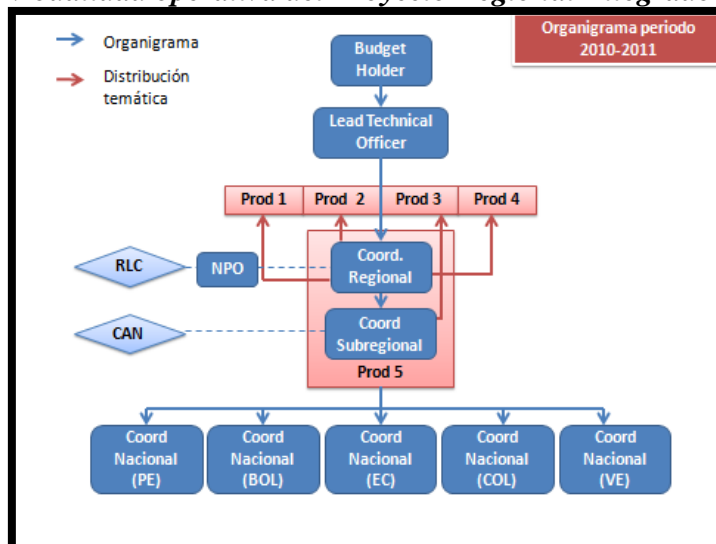 Organigrama
Distribución
temática
Organigrama periodo
2010-2011
Budget
Holder
Lead Technical
Officer
Prod 1
Prod 2
Prod 3
Prod 4
RLC
NPO
Coord.
Regional
CAN
Coord
Subregional
Prod 5
Coord
Nacional
(PE)
Coord
Nacional
(BOL)
Coord
Nacional
(EC)
Coord
Nacional
(COL)
Coord
Nacional
(VE)